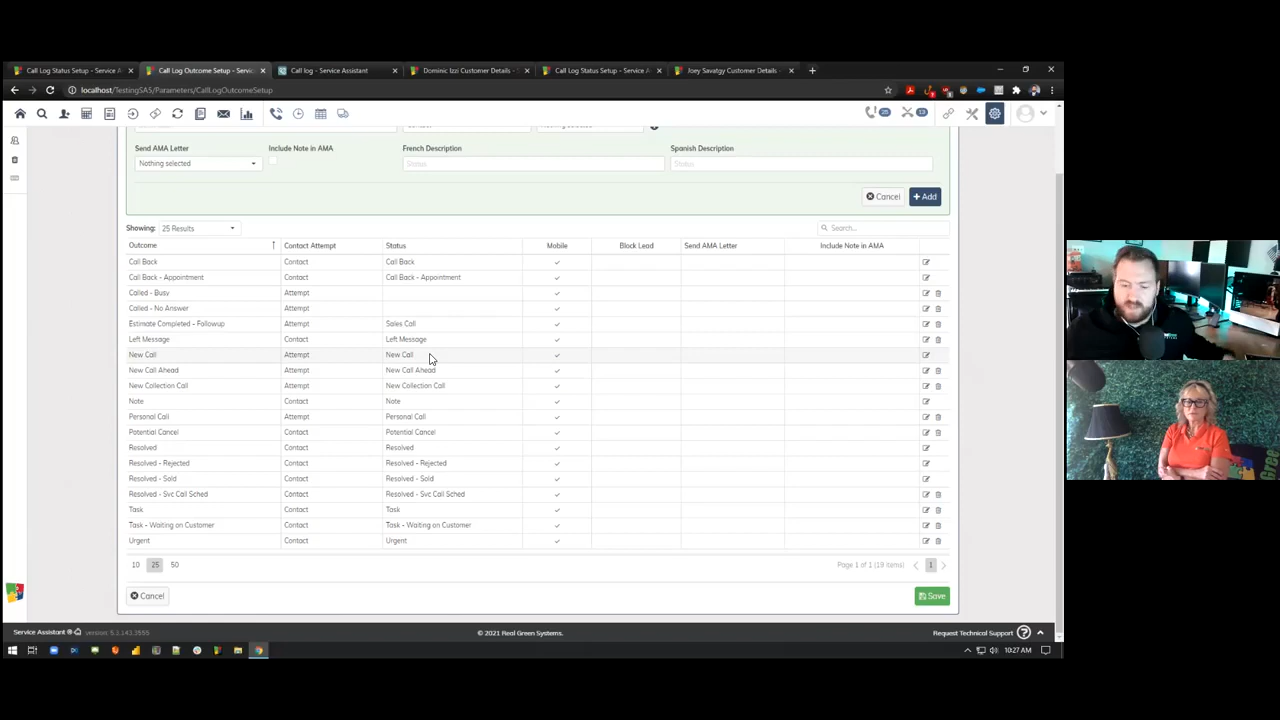 Call Log Status Setup - Service A
Call Log Outcome Setup - Servic
Call log - Service Assistant
Dominic Izzi Customer Details -
Call Log Status Setup - Service A
Joey Savalgy Customer Details -
localhost/TestingSA5/Parameters/CallLogOutcomeSetup
25
13
Send AMA Letter Include Note in AMA French Description Spanish Description
Nothing selected Status Status
Cancel + Add
Showing: 25 Results Search...
Outcome Contact Attempt Status Mobile Block Lead Send AMA Letter Include Note in AMA
Call Back Contact Call Back
Call Back - Appointment Contact Call Back - Appointment
Called - Busy Attempt
Called - No Answer Attempt
Estimate Completed - Followup Attempt Sales Call
Left Message Contact Left Message
New Call Attempt New Call
New Call Ahead Attempt New Call Ahead
New Collection Call Attempt New Collection Call
Note Contact Note
Personal Call Attempt Personal Call
Potential Cancel Contact Potential Cancel
Resolved Contact Resolved
Resolved - Rejected Contact Resolved - Rejected
Resolved - Sold Contact Resolved - Sold
Resolved - Svc Call Sched Contact Resolved - Svc Call Sched
Task Contact Task
Task - Waiting on Customer Contact Task - Waiting on Customer
Urgent Contact Urgent
10 25 50 Page 1 of 1 (19 items) 1
Cancel Save
Service Assistant © 2021 Real Green Systems. Request Technical Support
10:27 AM